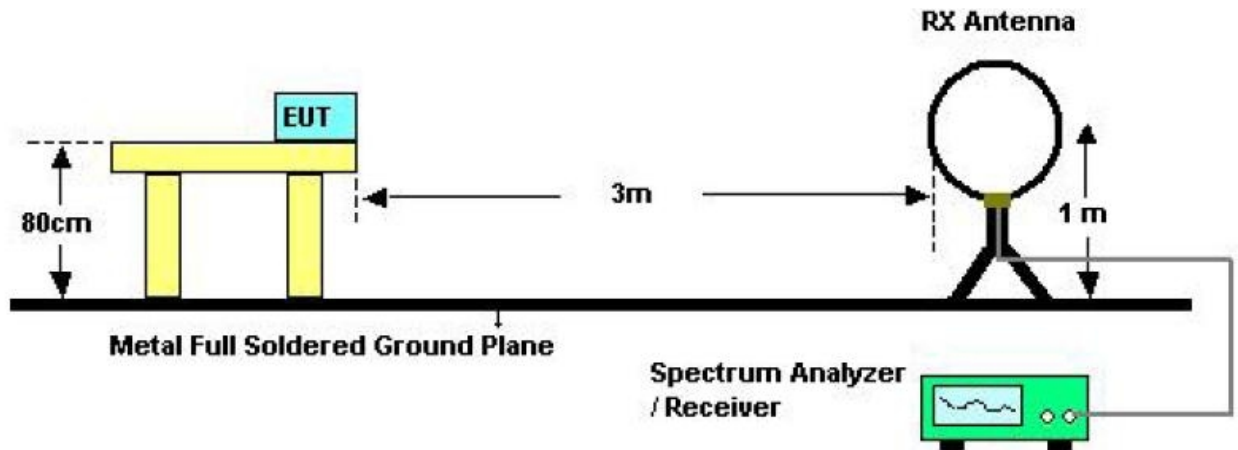 RX Antenna
EUT
3m
80cm
1 m
Metal Full Soldered Ground Plane
Spectrum Analyzer
/ Receiver